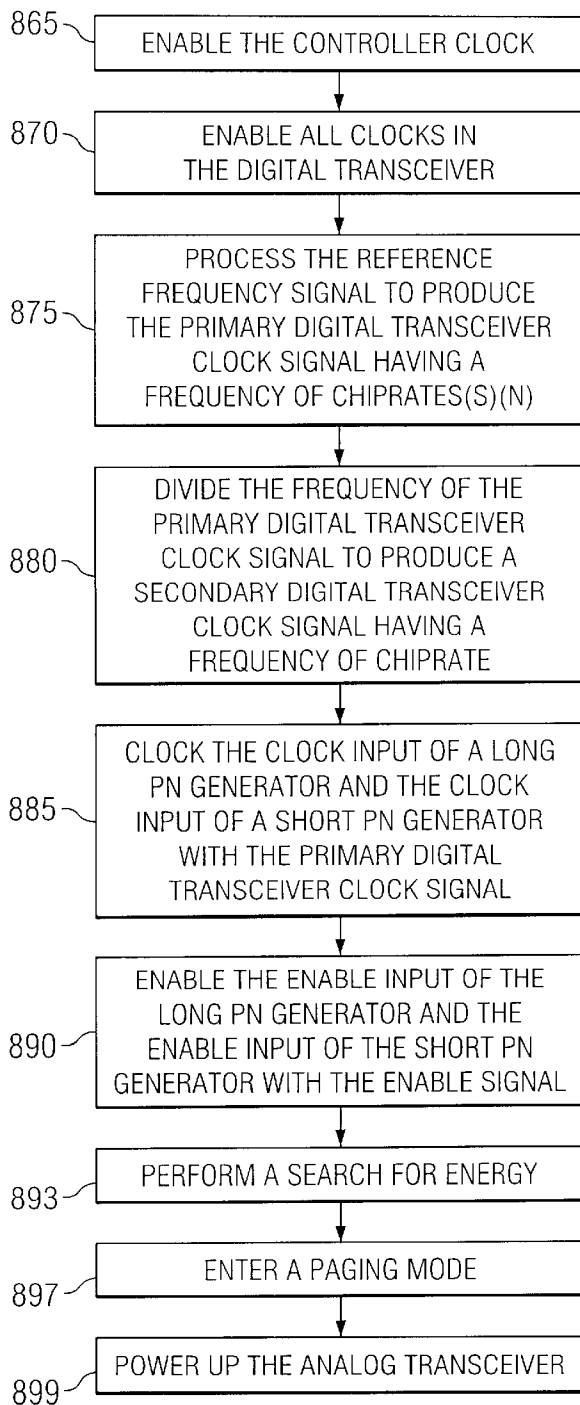 865
ENABLE THE CONTROLLER CLOCK
870
ENABLE ALL CLOCKS IN
THE DIGITAL TRANSCEIVER
875
PROCESS THE REFERENCE
FREQUENCY SIGNAL TO PRODUCE
THE PRIMARY DIGITAL TRANSCEIVER
CLOCK SIGNAL HAVING A
FREQUENCY OF CHIPRATES(S)(N)
880
DIVIDE THE FREQUENCY OF THE
PRIMARY DIGITAL TRANSCEIVER
CLOCK SIGNAL TO PRODUCE A
SECONDARY DIGITAL TRANSCEIVER
CLOCK SIGNAL HAVING A
FREQUENCY OF CHIPRATE
885
CLOCK THE CLOCK INPUT OF A LONG
PN GENERATOR AND THE CLOCK
INPUT OF A SHORT PN GENERATOR
WITH THE PRIMARY DIGITAL
TRANSCEIVER CLOCK SIGNAL
890
ENABLE THE ENABLE INPUT OF THE
LONG PN GENERATOR AND THE
ENABLE INPUT OF THE SHORT PN
GENERATOR WITH THE ENABLE SIGNAL
893
PERFORM A SEARCH FOR ENERGY
897
ENTER A PAGING MODE
899
POWER UP THE ANALOG TRANSCEIVER